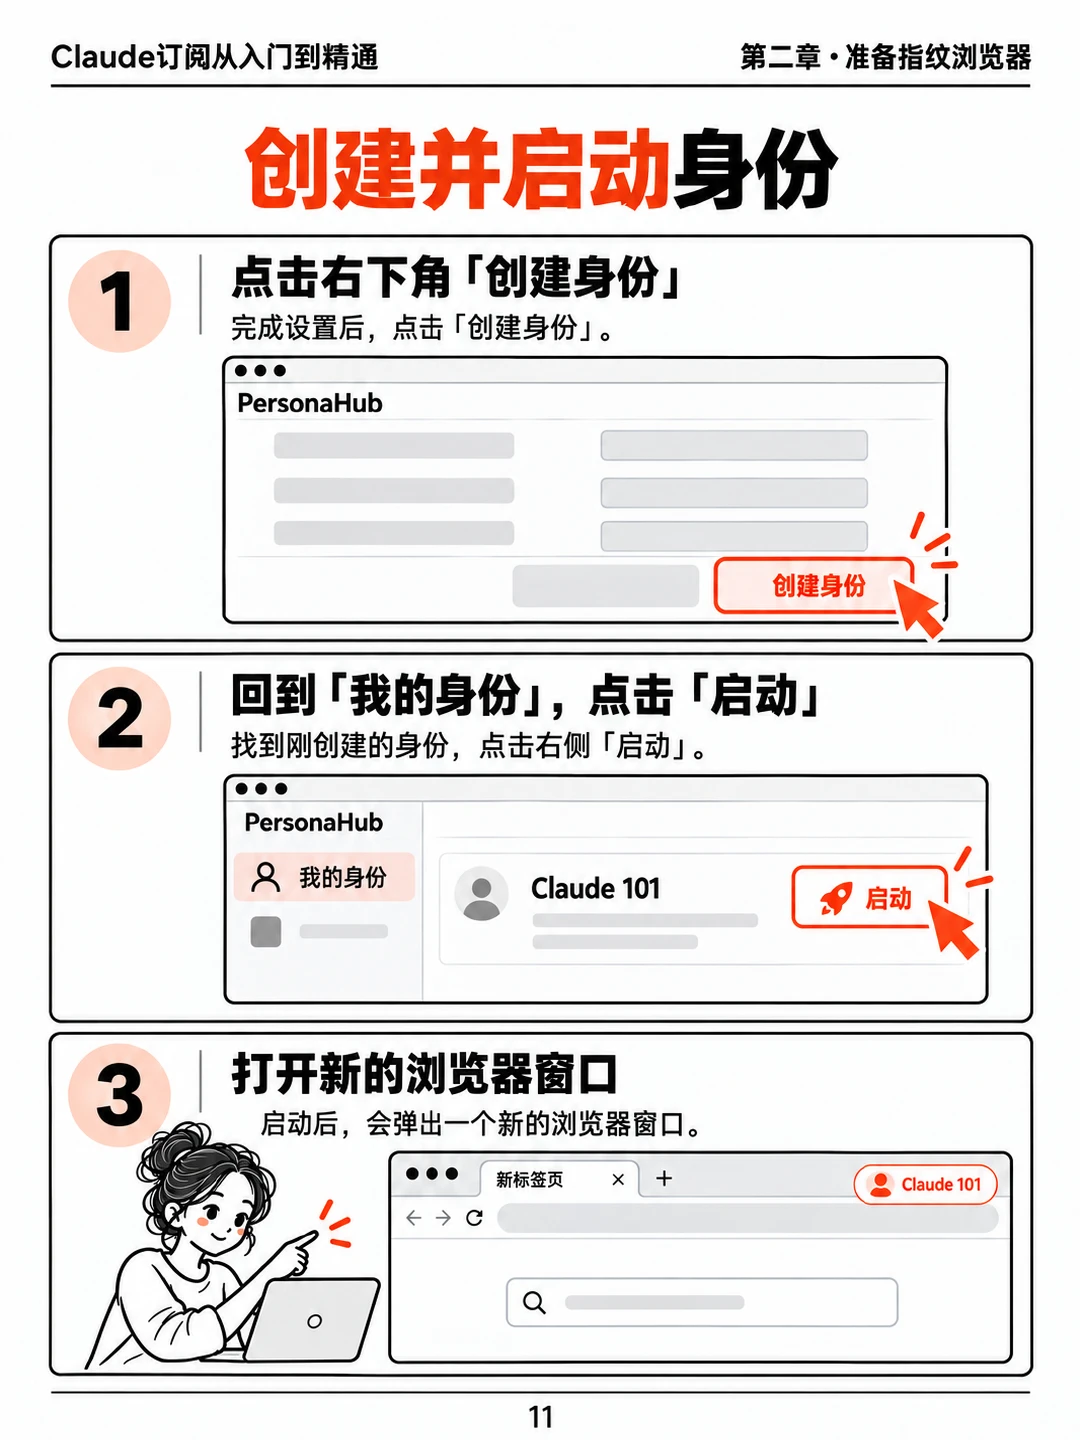 Claude订阅从入门到精通
第二章·准备指纹浏览器
创建并启动身份
1
点击右下角「创建身份」
完成设置后，点击「创建身份」。
PersonaHub
创建身份
2
回到「我的身份」，点击「启动」
找到刚创建的身份，点击右侧「启动」。
PersonaHub
我的身份
Claude 101
启动
3
打开新的浏览器窗口
启动后，会弹出一个新的浏览器窗口。
新标签页
Claude 101
11